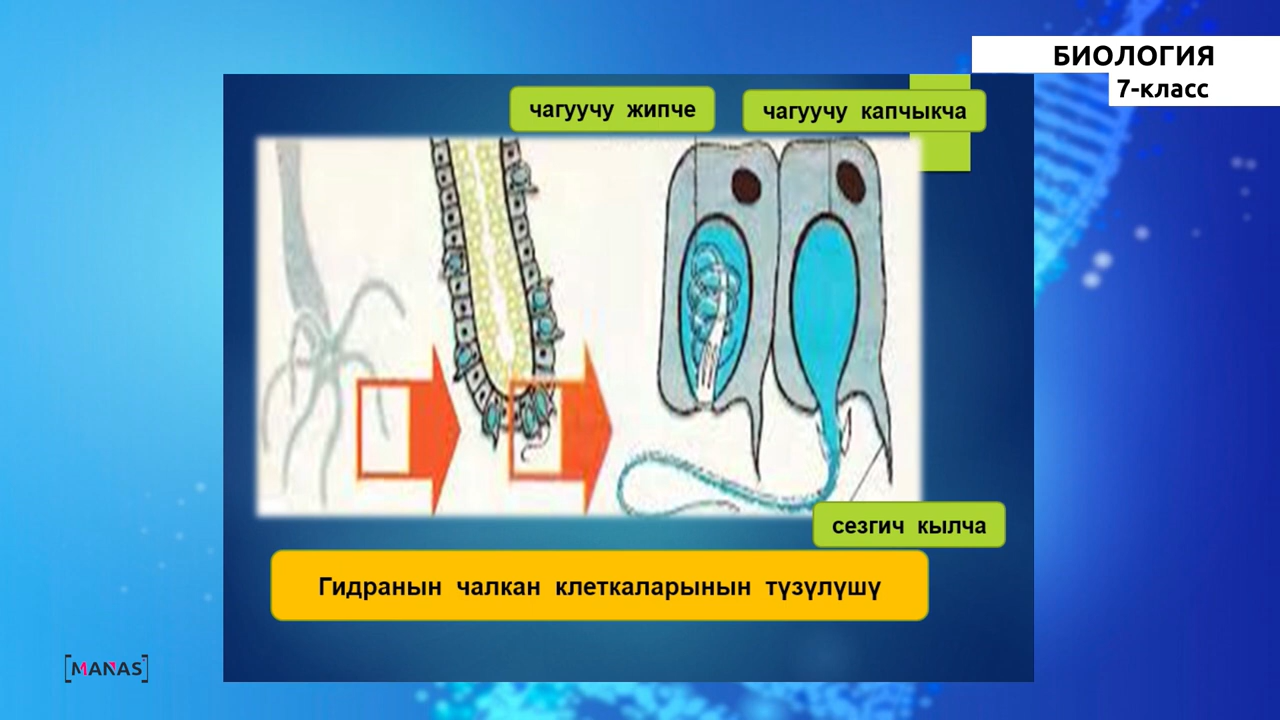 БИОЛОГИЯ
7-класс
чагуучу жипче
чагуучу капчыкча
сезгич кылча
Гидранын чалкан клеткаларынын түзүлүшү
[MANAS]